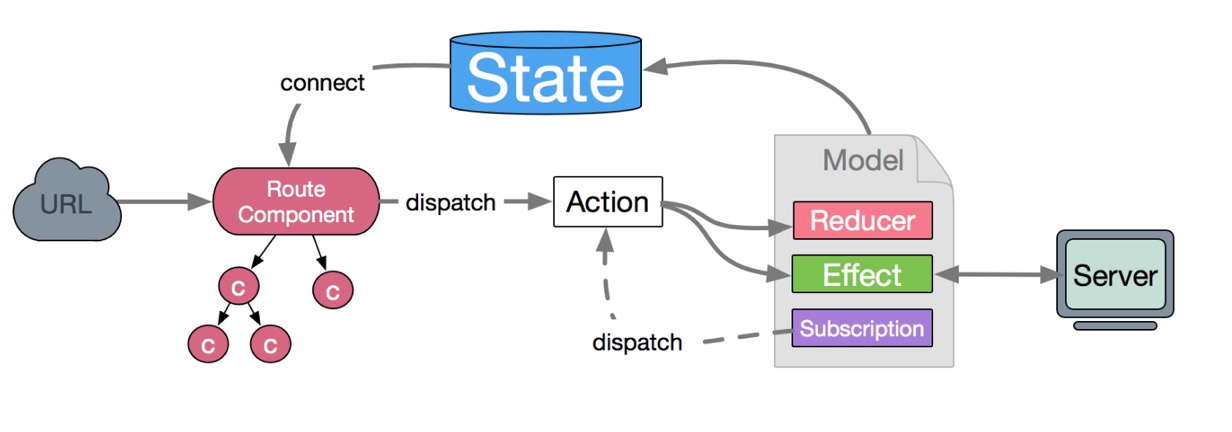 State
connect
Model
URL
Route
Component
dispatch
Action
Reducer
Effect
Server
C
C
Subscription
dispatch
C
C